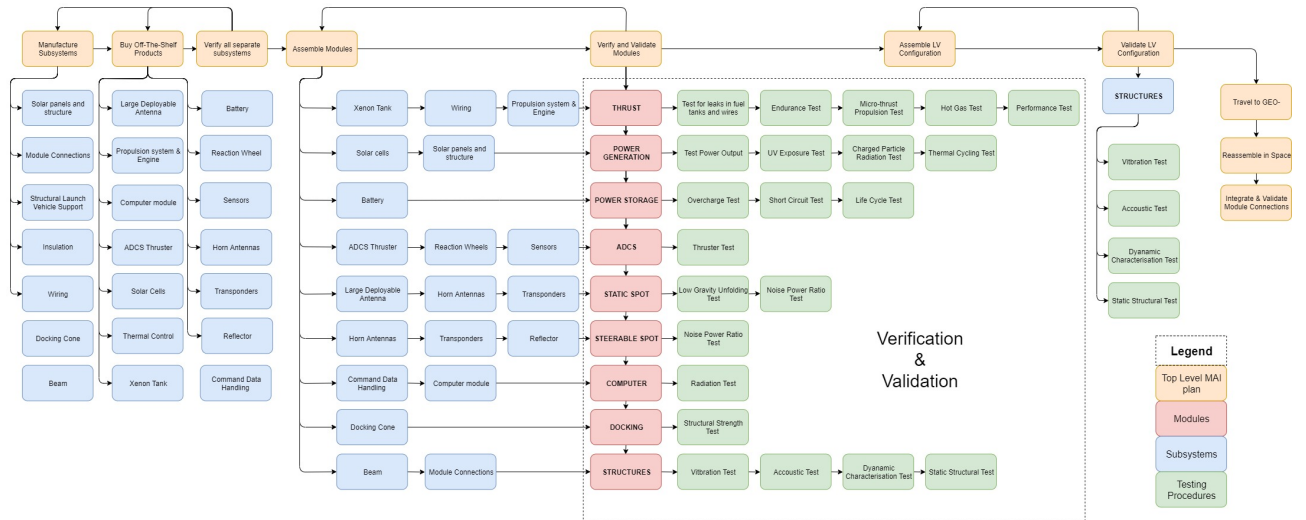 Manufacture
Subsystems
Buy Off-The-Shelf
Products
Verify all separate
subsystems
Assemble Modules
Verify and Validate
Modules
Assemble LV
Configuration
Validate LV
Configuration
Solar panels and
structure
Module Connections
Structural Launch
Vehicle Support
Insulation
Wiring
Docking Cone
Beam
Large Deployable
Antenna
Propulsion system &
Engine
Computer module
ADCS Thruster
Solar Cells
Thermal Control
Xenon Tank
Battery
Reaction Wheel
Sensors
Horn Antennas
Transponders
Reflector
Command Data
Handling
Xenon Tank
Wiring
Propulsion system &
Engine
THRUST
Test for leaks in fuel
tanks and wires
Endurance Test
Micro-thrust
Propulsion Test
Hot Gas Test
Performance Test
Solar cells
Solar panels and
structure
POWER
GENERATION
Test Power Output
UV Exposure Test
Charged Particle
Radiation Test
Thermal Cycling Test
Battery
POWER STORAGE
Overcharge Test
Short Circuit Test
Life Cycle Test
ADCS Thruster
Reaction Wheels
Sensors
ADCS
Thruster Test
Large Deployable
Antenna
Horn Antennas
Transponders
STATIC SPOT
Low Gravity Unfolding
Test
Noise Power Ratio
Test
Horn Antennas
Transponders
Reflector
STEERABLE SPOT
Noise Power Ratio
Test
Command Data
Handling
Computer module
COMPUTER
Radiation Test
Docking Cone
DOCKING
Structural Strength
Test
Beam
Module Connections
STRUCTURES
Vitbration Test
Accoustic Test
Dyanamic
Characterisation Test
Static Structural Test
Verification
&
Validation
STRUCTURES
Vitbration Test
Accoustic Test
Dyanamic
Characterisation Test
Static Structural Test
Travel to GEO-
Reassemble in Space
Integrate & Validate
Module Connections
Legend
Top Level MAI
plan
Modules
Subsystems
Testing
Procedures